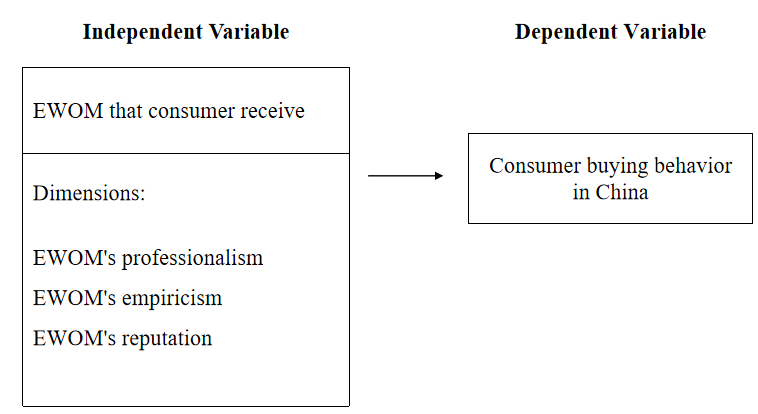 Independent Variable
Dependent Variable
EWOM that consumer receive
Dimensions:
EWOM's professionalism
EWOM's empiricism
EWOM's reputation
Consumer buying behavior
in China